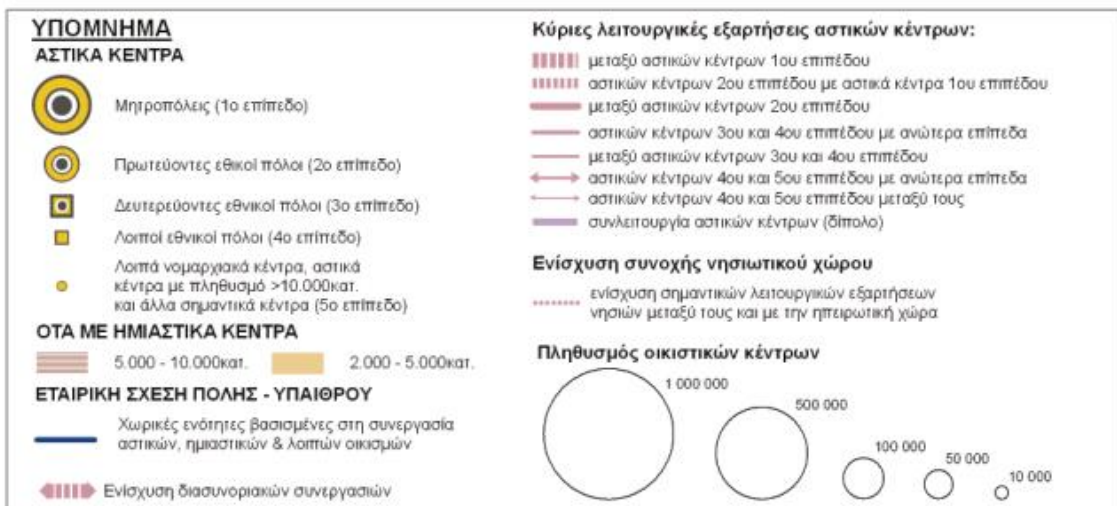 ΥΠΟΜΝΗΜΑ
ΑΣΤΙΚΑ ΚΕΝΤΡΑ
Μητροπόλεις (1ο επίπεδο)
Πρωτεύοντες εθικοί πόλοι (2ο επίπεδο)
Δευτερεύοντες εθνικοί πόλοι (3ο επίπεδο)
Λοιποί εθνικοί πόλοι (4ο επίπεδο)
Λοιπά νομαρχιακά κέντρα, αστικά
κέντρα με πληθυσμό >10.000κατ.
και άλλα σημαντικά κέντρα (5ο επίπεδο)
ΟΤΑ ΜΕ ΗΜΙΑΣΤΙΚΑ ΚΕΝΤΡΑ
5.000 - 10.000κατ. 2.000 - 5.000κατ.
ΕΤΑΙΡΙΚΗ ΣΧΕΣΗ ΠΟΛΗΣ - ΥΠΑΙΘΡΟΥ
Χωρικές ενότητες βασισμένες στη συνεργασία
αστικών, ημιαστικών & λοιπών οικισμών
Ενίσχυση διασυνοριακών συνεργασιών
Κύριες λειτουργικές εξαρτήσεις αστικών κέντρων:
μεταξύ αστικών κέντρων 1ου επιπέδου
αστικών κέντρων 2ου επιπέδου με αστικά κέντρα 1ου επιπέδου
μεταξύ αστικών κέντρων 2ου επιπέδου
αστικών κέντρων 3ου και 4ου επιπέδου με ανώτερα επίπεδα
μεταξύ αστικών κέντρων 3ου και 4ου επιπέδου
αστικών κέντρων 4ου και 5ου επιπέδου με ανώτερα επίπεδα
αστικών κέντρων 4ου και 5ου επιπέδου μεταξύ τους
συνλειτουργία αστικών κέντρων (δίπολο)
Ενίσχυση συνοχής νησιωτικού χώρου
ενίσχυση σημαντικών λειτουργικών εξαρτήσεων
νησιών μεταξύ τους και με την ηπειρωτική χώρα
Πληθυσμός οικιστικών κέντρων
1 000 000
500 000
100 000
50 000
10 000